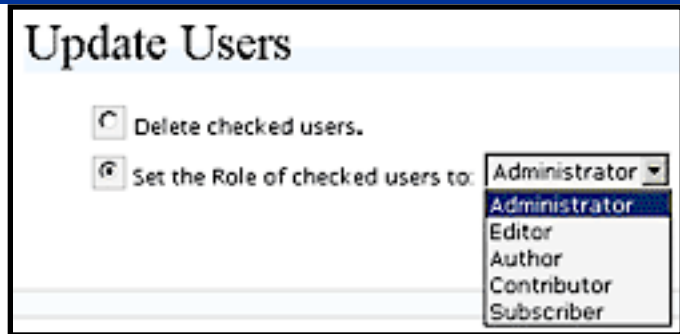 Update Users
Delete checked users.
Set the Role of checked users to: Administrator
Administrator
Editor
Author
Contributor
Subscriber